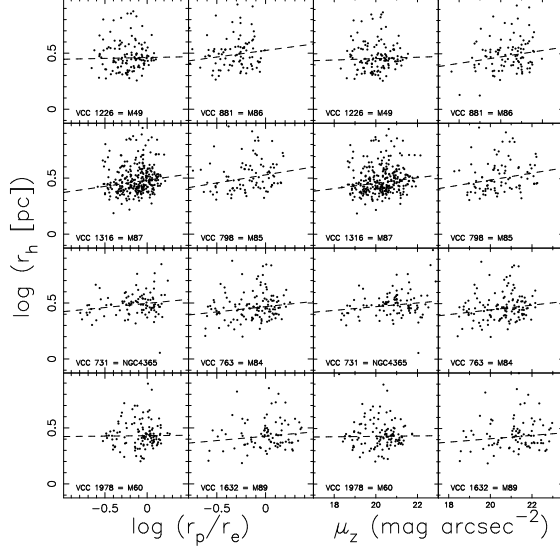 0.5
0
VCC 1226 = M49
VCC 881 = M86
VCC 1226 = M49
VCC 881 = M86
0.5
0
VCC 1316 = M87
VCC 798 = M85
VCC 1316 = M87
VCC 798 = M85
log (r_h [pc])
0.5
0
VCC 731 = NGC4365
VCC 763 = M84
VCC 731 = NGC4365
VCC 763 = M84
0.5
0
VCC 1978 = M60
VCC 1632 = M89
VCC 1978 = M60
VCC 1632 = M89
−0.5 0 −0.5 0 18 20 22 18 20 22
log (r_p/r_e) μ_z (mag arcsec^−2)